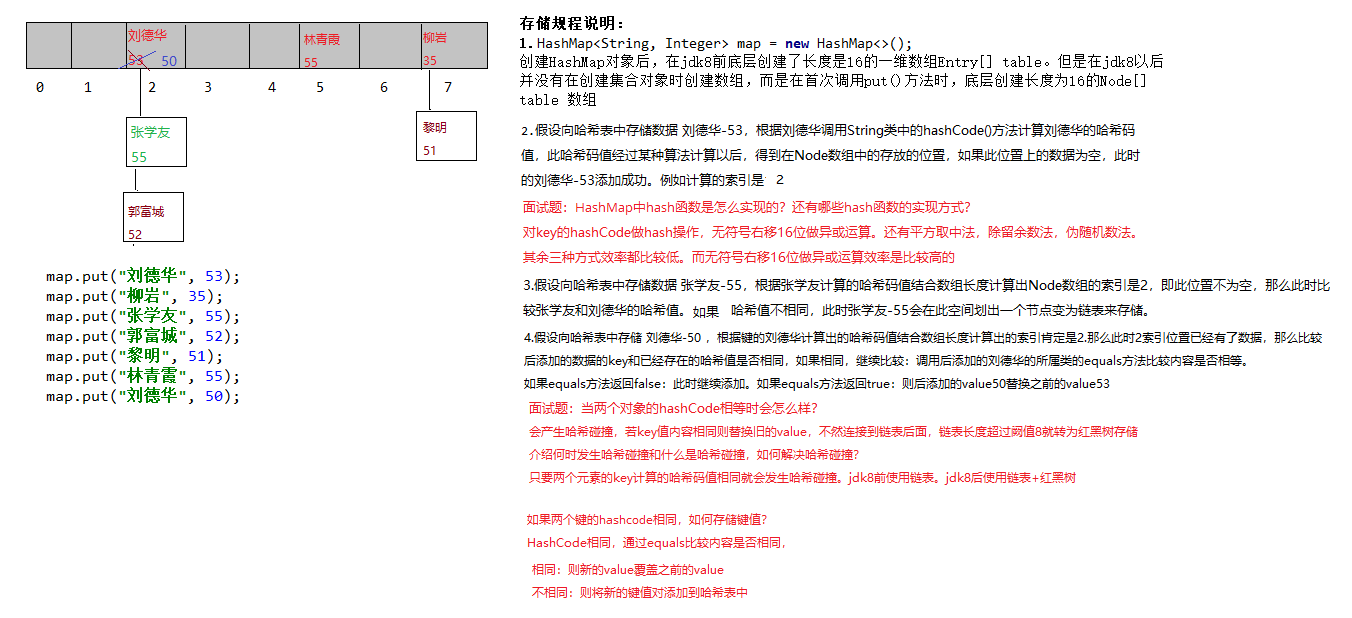 刘德华
53 50
林青霞
55
柳岩
35
0 1 2 3 4 5 6 7
张学友
55
黎明
51
郭富城
52
map.put("刘德华", 53);
map.put("柳岩", 35);
map.put("张学友", 55);
map.put("郭富城", 52);
map.put("黎明", 51);
map.put("林青霞", 55);
map.put("刘德华", 50);
存储规程说明：
1.HashMap<String, Integer> map = new HashMap<>();
创建HashMap对象后，在jdk8前底层创建了长度是16的一维数组Entry[] table。但是在jdk8以后
并没有在创建集合对象时创建数组，而是在首次调用put()方法时，底层创建长度为16的Node[]
table 数组
2.假设向哈希表中存储数据 刘德华-53，根据刘德华调用String类中的hashCode()方法计算刘德华的哈希码
值，此哈希码值经过某种算法计算以后，得到在Node数组中的存放的位置，如果此位置上的数据为空，此时
的刘德华-53添加成功。例如计算的索引是 2
面试题：HashMap中hash函数是怎么实现的？还有哪些hash函数的实现方式？
对key的hashCode做hash操作，无符号右移16位做异或运算。还有平方取中法，除留余数法，伪随机数法。
其余三种方式效率都比较低。而无符号右移16位做异或运算效率是比较高的
3.假设向哈希表中存储数据 张学友-55，根据张学友计算的哈希码值结合数组长度计算出Node数组的索引是2，即此位置不为空，那么此时比
较张学友和刘德华的哈希值。如果 哈希值不相同，此时张学友-55会在此空间划出一个节点变为链表来存储。
4.假设向哈希表中存储 刘德华-50 ，根据键的刘德华计算出的哈希码值结合数组长度计算出的索引肯定是2.那么此时2索引位置已经有了数据，那么比较
后添加的数据的key和已经存在的哈希值是否相同，如果相同，继续比较：调用后添加的刘德华的所属类的equals方法比较内容是否相等。
如果equals方法返回false：此时继续添加。如果equals方法返回true：则后添加的value50替换之前的value53
面试题：当两个对象的hashCode相等时会怎么样？
会产生哈希碰撞，若key值内容相同则替换旧的value，不然连接到链表后面，链表长度超过阙值8就转为红黑树存储
介绍何时发生哈希碰撞和什么是哈希碰撞，如何解决哈希碰撞？
只要两个元素的key计算的哈希码值相同就会发生哈希碰撞。jdk8前使用链表。jdk8后使用链表+红黑树
如果两个键的hashcode相同，如何存储键值？
HashCode相同，通过equals比较内容是否相同，
相同：则新的value覆盖之前的value
不相同：则将新的键值对添加到哈希表中